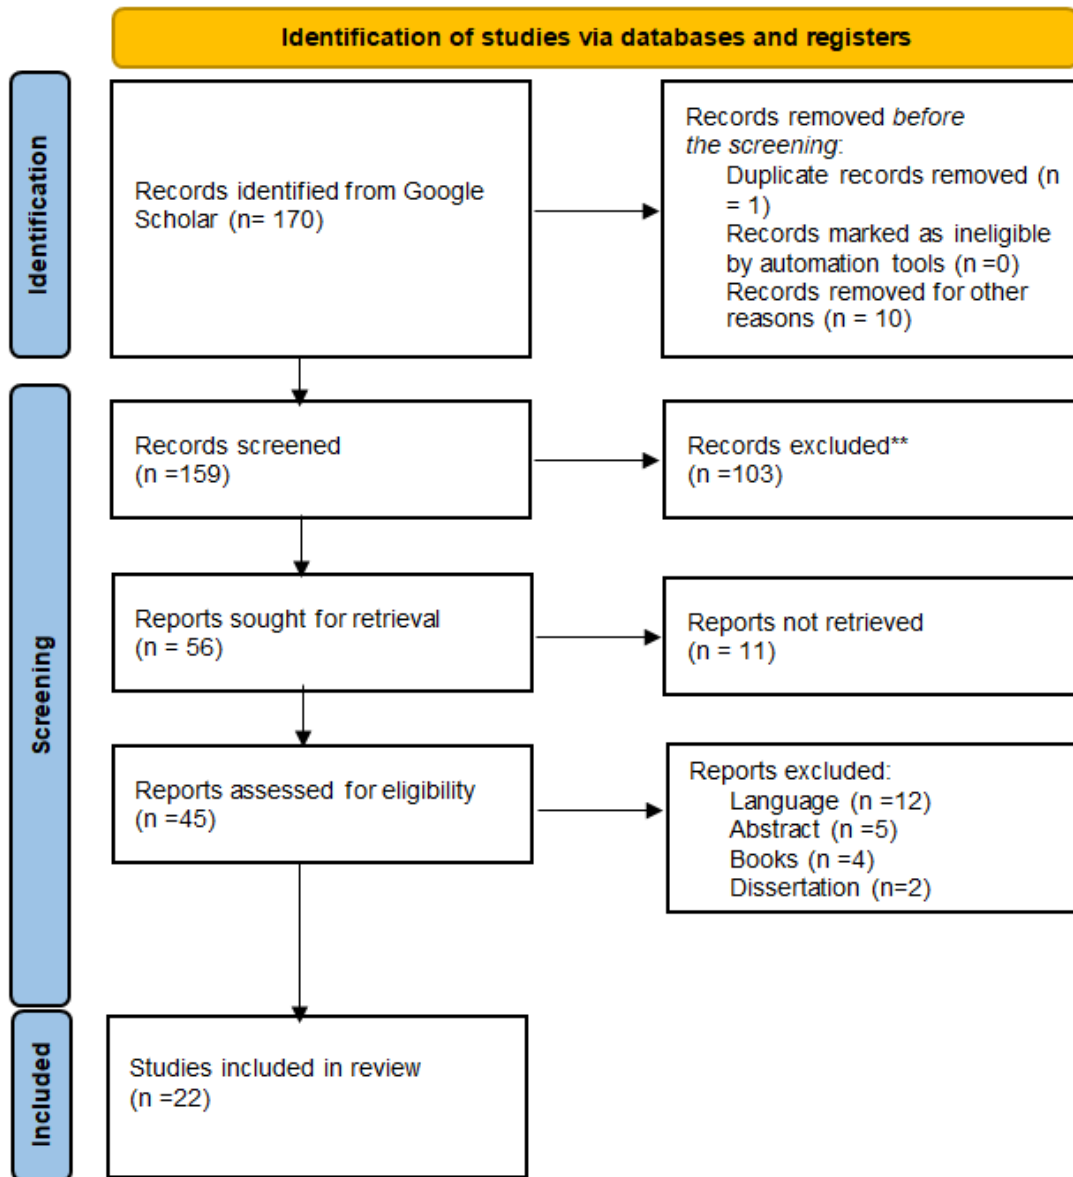 Identification of studies via databases and registers
Identification
Records identified from Google
Scholar (n= 170)
Records removed before
the screening:
Duplicate records removed (n
= 1)
Records marked as ineligible
by automation tools (n =0)
Records removed for other
reasons (n = 10)
Screening
Records screened
(n =159)
Records excluded**
(n =103)
Reports sought for retrieval
(n = 56)
Reports not retrieved
(n = 11)
Reports assessed for eligibility
(n =45)
Reports excluded:
Language (n =12)
Abstract (n =5)
Books (n =4)
Dissertation (n=2)
Included
Studies included in review
(n =22)